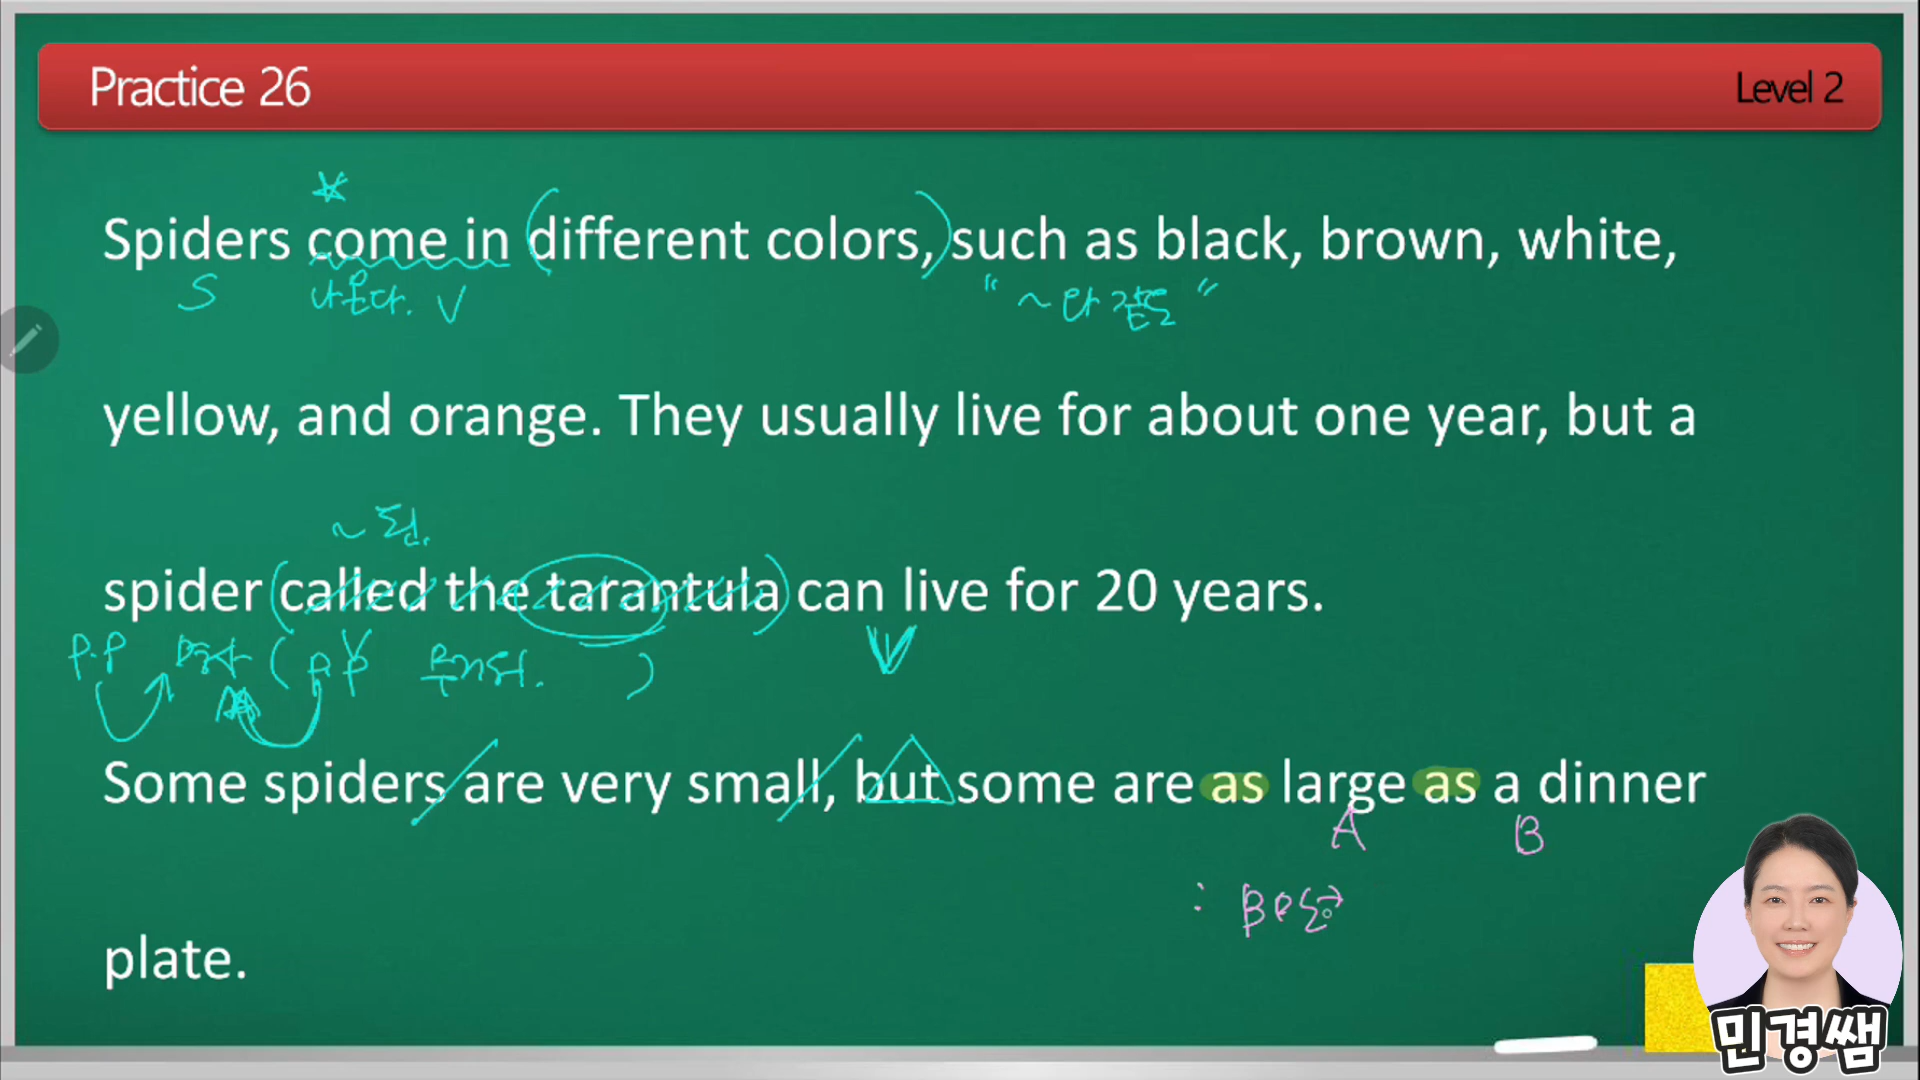 Practice 26
Level 2
Spiders come in (different colors,) such as black, brown, white,
S 나온다. V " ~와 같은 "
yellow, and orange. They usually live for about one year, but a
~된.
spider (called the tarantula) can live for 20 years.
P.P 명사 ( P.P )
Some spiders are very small, but some are as large as a dinner
A B
plate.
민경쌤